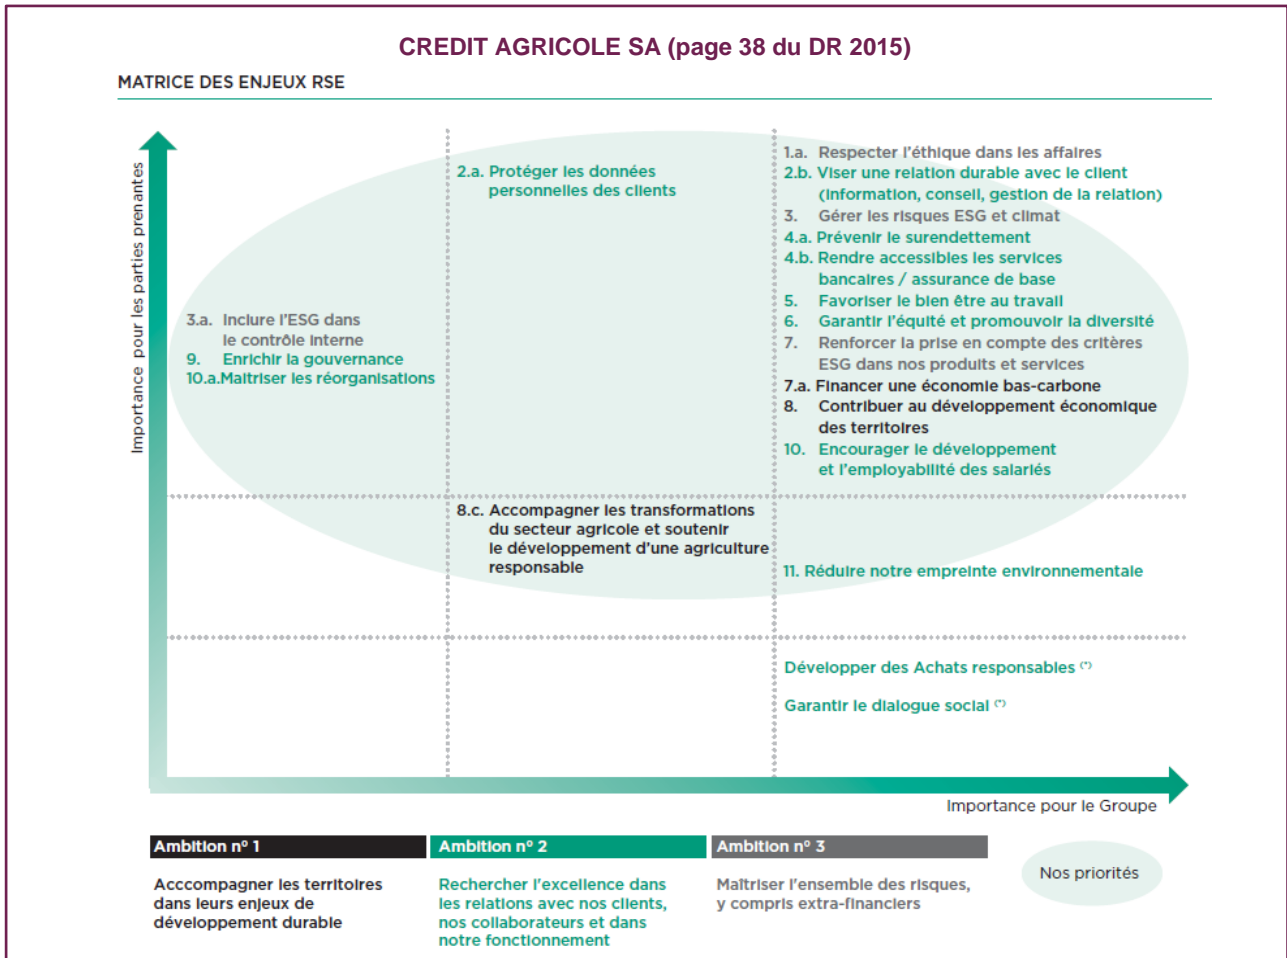 CREDIT AGRICOLE SA (page 38 du DR 2015)
MATRICE DES ENJEUX RSE
Importance pour les parties prenantes
3.a. Inclure l'ESG dans
le contrôle interne
9. Enrichir la gouvernance
10.a.Maitriser les réorganisations
2.a. Protéger les données
personnelles des clients
1.a. Respecter l'éthique dans les affaires
2.b. Viser une relation durable avec le client
(information, conseil, gestion de la relation)
3. Gérer les risques ESG et climat
4.a. Prévenir le surendettement
4.b. Rendre accessibles les services
bancaires / assurance de base
5. Favoriser le bien être au travail
6. Garantir l'équité et promouvoir la diversité
7. Renforcer la prise en compte des critères
ESG dans nos produits et services
7.a. Financer une économie bas-carbone
8. Contribuer au développement économique
des territoires
10. Encourager le développement
et l'employabilité des salariés
8.c. Accompagner les transformations
du secteur agricole et soutenir
le développement d'une agriculture
responsable
11. Réduire notre empreinte environnementale
Développer des Achats responsables (*)
Garantir le dialogue social (*)
Importance pour le Groupe
Ambition n° 1
Acccompagner les territoires
dans leurs enjeux de
développement durable
Ambition n° 2
Rechercher l'excellence dans
les relations avec nos clients,
nos collaborateurs et dans
notre fonctionnement
Ambition n° 3
Maîtriser l'ensemble des risques,
y compris extra-financiers
Nos priorités